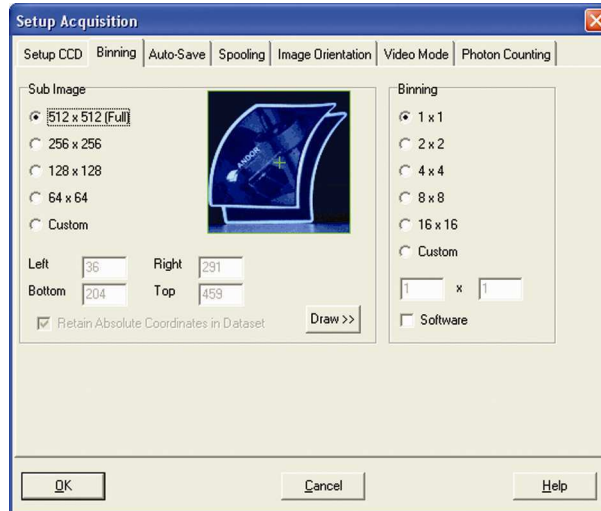 Setup Acquisition
Setup CCD Binning Auto-Save Spooling Image Orientation Video Mode Photon Counting
Sub Image
512 x 512 (Full)
256 x 256
128 x 128
64 x 64
Custom
ANDOR
Left 36 Right 291
Bottom 204 Top 459
Retain Absolute Coordinates in Dataset
Draw >>
Binning
1 x 1
2 x 2
4 x 4
8 x 8
16 x 16
Custom
1 x 1
Software
OK Cancel Help